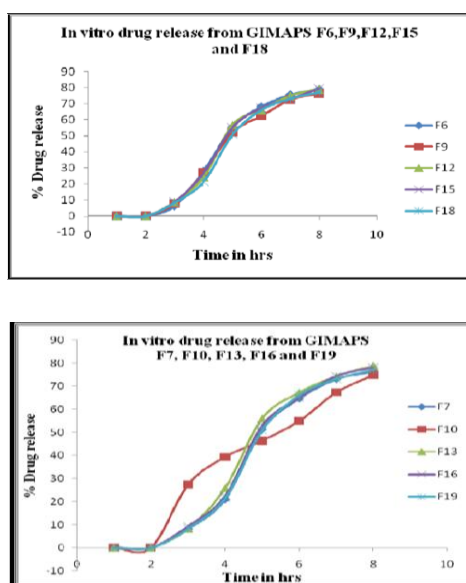 In vitro drug release from GIMAPS F6,F9,F12,F15
and F18
90
80
70
60
50
40
30
20
10
0
-10
% Drug release
0 2 4 6 8 10
Time in hrs
F6
F9
F12
F15
F18
In vitro drug release from GIMAPS
F7, F10, F13, F16 and F19
90
80
70
60
50
40
30
20
10
0
-10
% Drug release
0 2 4 6 8 10
Time in hrs
F7
F10
F13
F16
F19